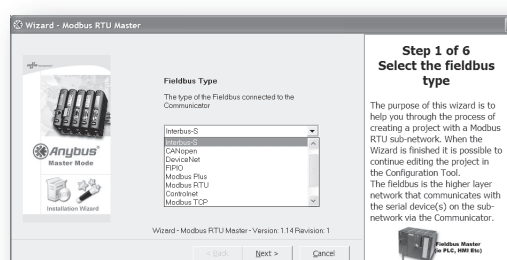 Wizard - Modbus RTU Master
Anybus®
Master Mode
Installation Wizard
Fieldbus Type
The type of the Fieldbus connected to the
Communicator
Interbus-S
Interbus-S
CANopen
DeviceNet
FIPIO
Modbus Plus
Modbus RTU
Controlnet
Modbus TCP
Wizard - Modbus RTU Master - Version: 1.14 Revision: 1
< Back
Next >
Cancel
Step 1 of 6
Select the fieldbus
type
The purpose of this wizard is to
help you through the process of
creating a project with a Modbus
RTU sub-network. When the
Wizard is finished it is possible to
continue editing the project in
the Configuration Tool.
The fieldbus is the higher layer
network that communicates with
the serial device(s) on the sub-
network via the Communicator.
Fieldbus Master
(ie PLC, HMI Etc)